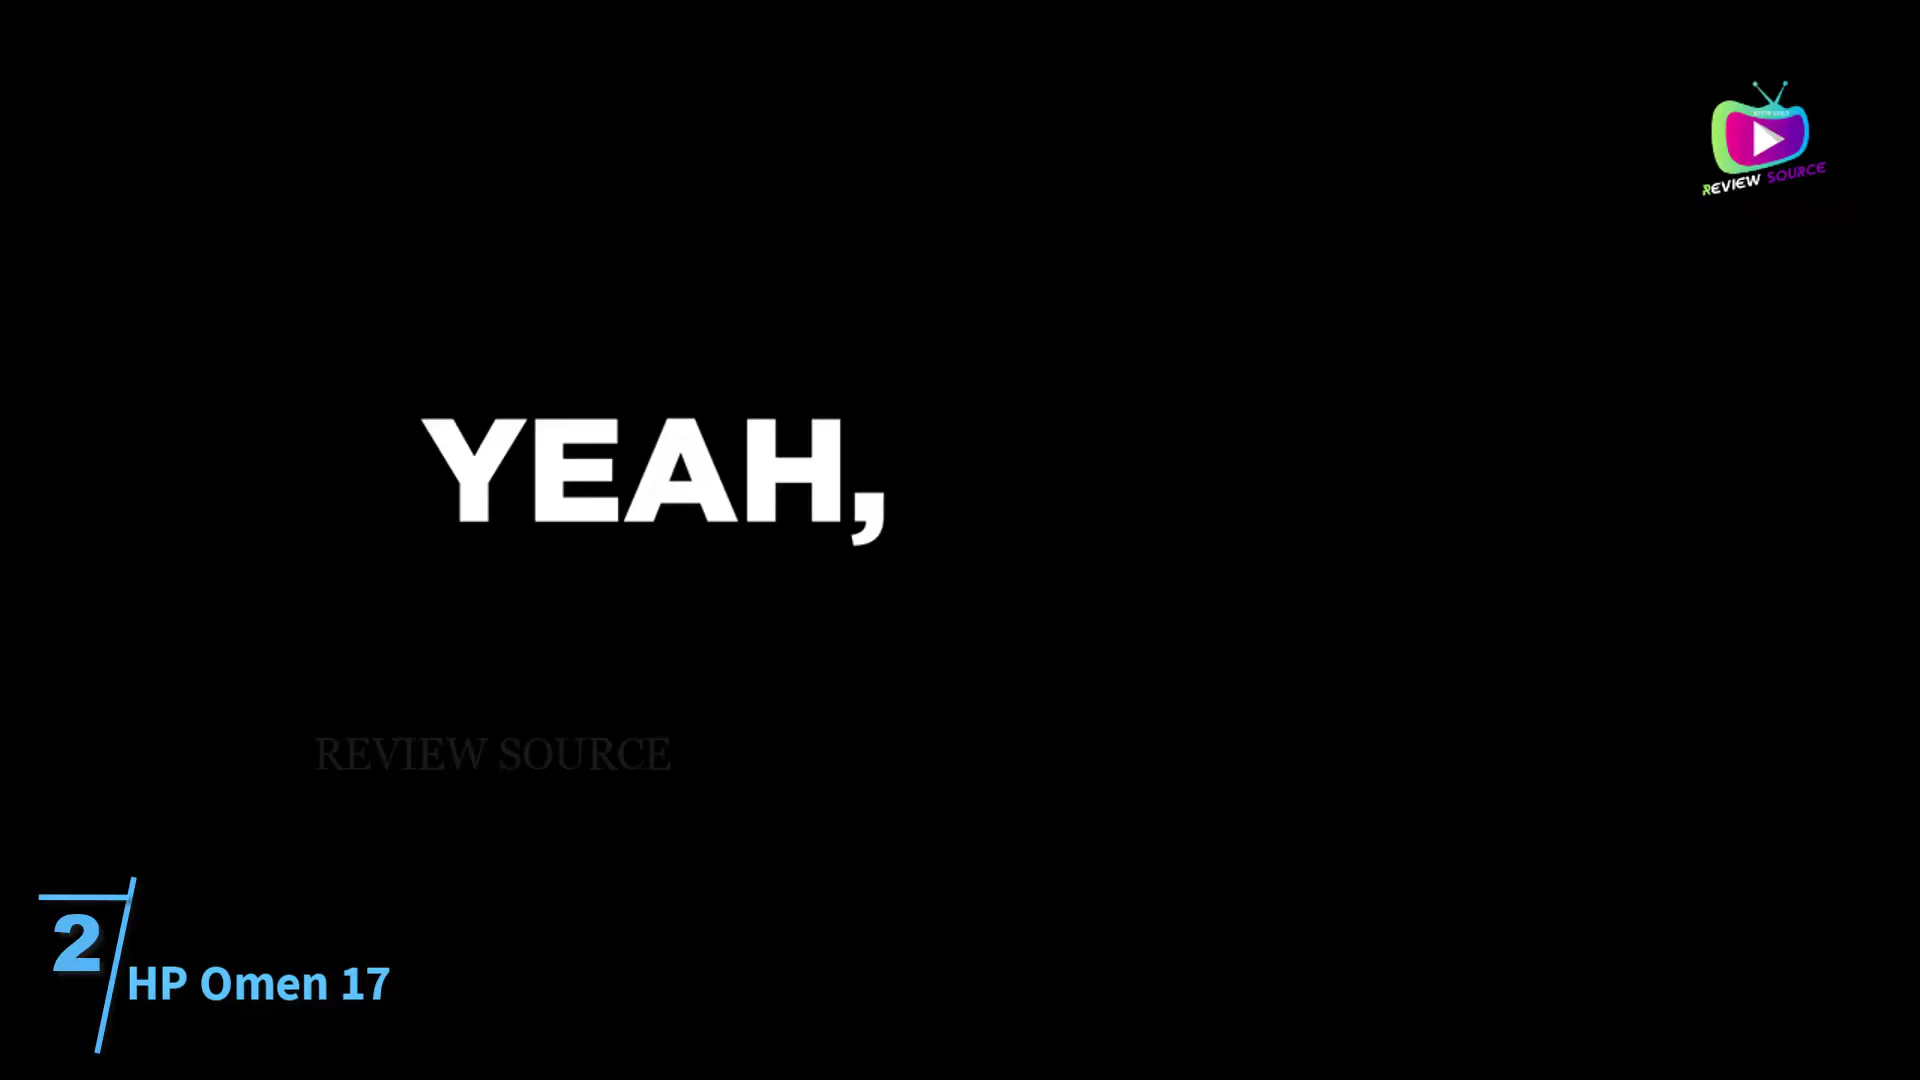 REVIEW SOURCE
YEAH,
REVIEW SOURCE
2
HP Omen 17